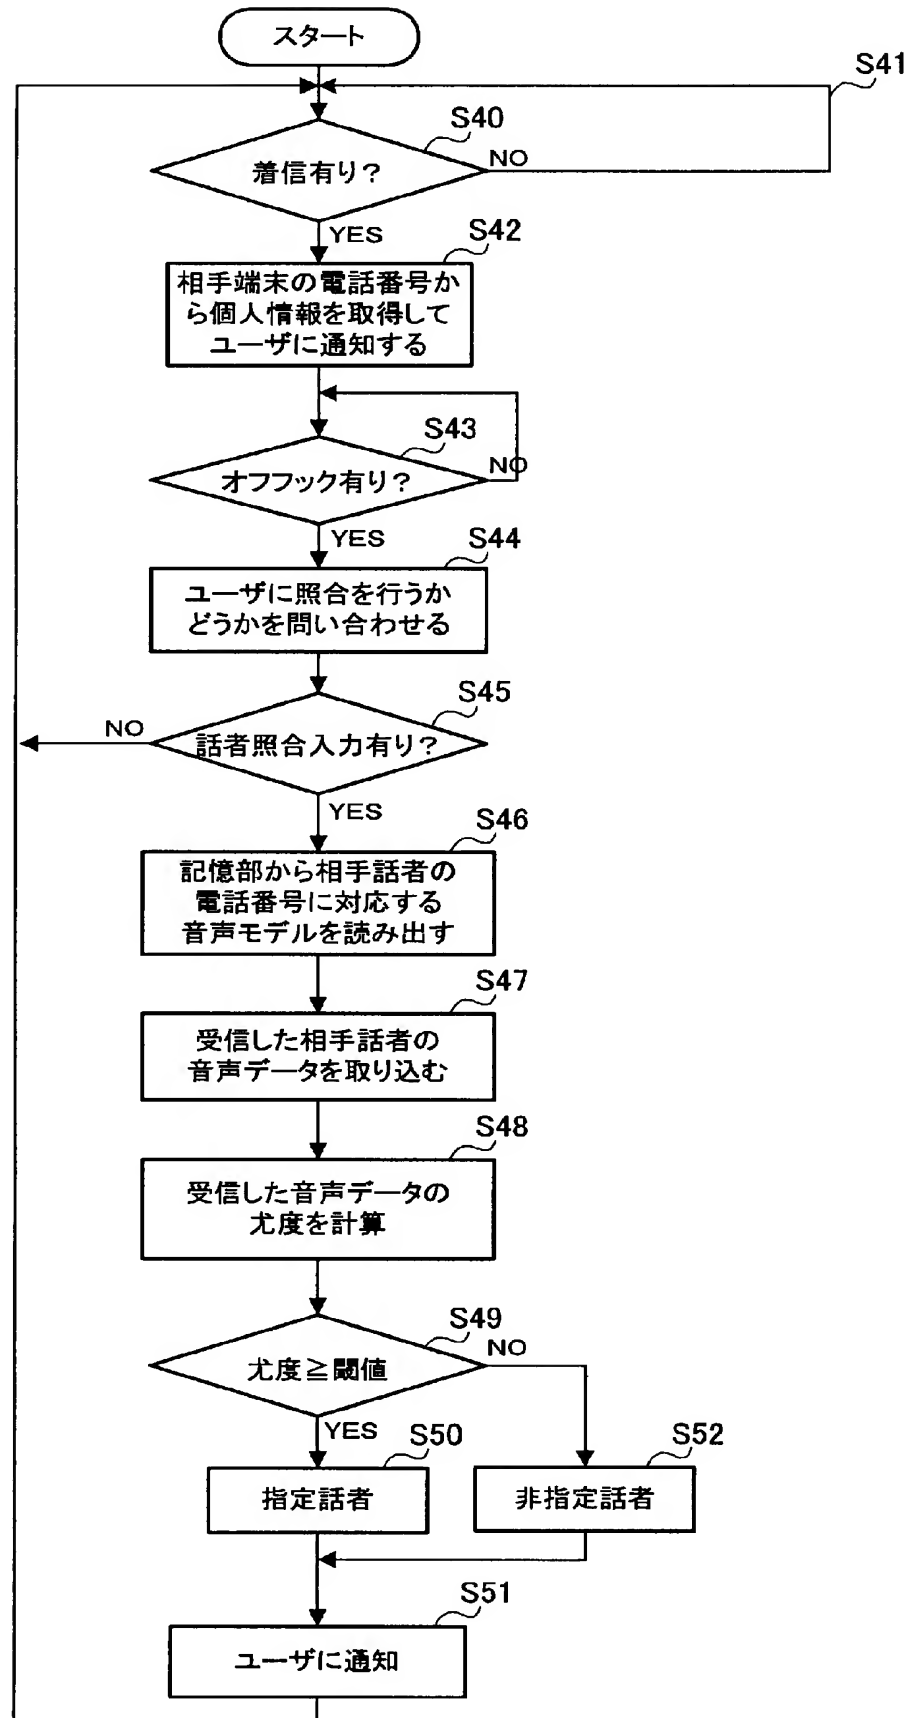 スタート
S41
S40
着信有り?
NO
YES
S42
相手端末の電話番号か
ら個人情報を取得して
ユーザに通知する
S43
オフフック有り?
NO
YES
S44
ユーザに照合を行うか
どうかを問い合わせる
S45
NO
話者照合入力有り?
YES
S46
記憶部から相手話者の
電話番号に対応する
音声モデルを読み出す
S47
受信した相手話者の
音声データを取り込む
S48
受信した音声データの
尤度を計算
S49
尤度≧閾値
NO
YES
S50
指定話者
S52
非指定話者
S51
ユーザに通知